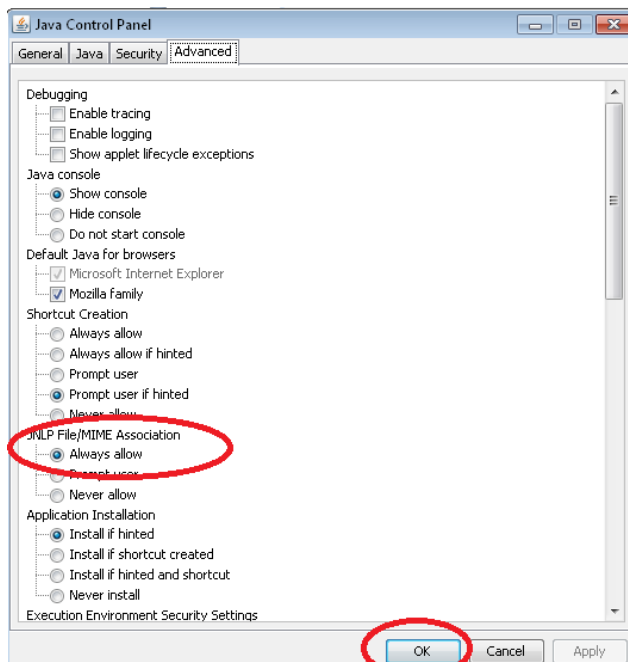 Java Control Panel
General Java Security Advanced
Debugging
Enable tracing
Enable logging
Show applet lifecycle exceptions
Java console
Show console
Hide console
Do not start console
Default Java for browsers
Microsoft Internet Explorer
Mozilla family
Shortcut Creation
Always allow
Always allow if hinted
Prompt user
Prompt user if hinted
Never allow
JNLP File/MIME Association
Always allow
Prompt user
Never allow
Application Installation
Install if hinted
Install if shortcut created
Install if hinted and shortcut
Never install
Execution Environment Security Settings
OK Cancel Apply